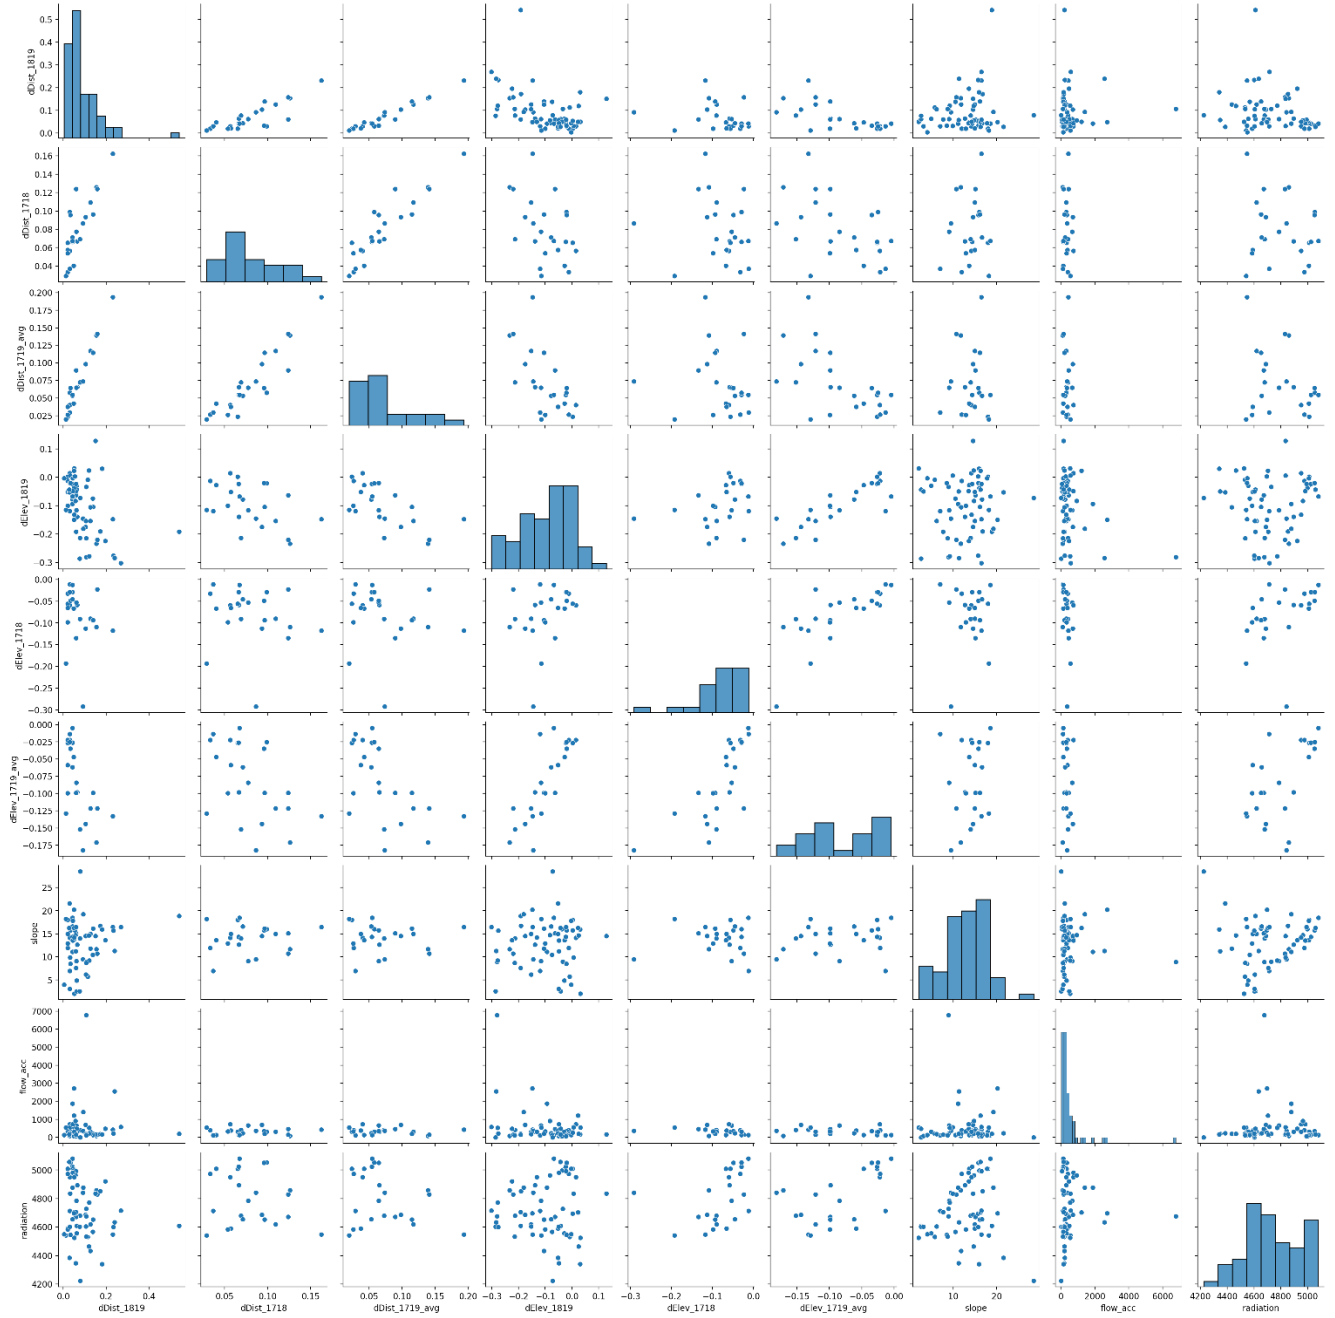 dDist_1819
0.5
0.4
0.3
0.2
0.1
0.0
dDist_1718
0.16
0.14
0.12
0.10
0.08
0.06
0.04
dDist_1719_avg
0.200
0.175
0.150
0.125
0.100
0.075
0.050
0.025
dElev_1819
0.1
0.0
−0.1
−0.2
−0.3
dElev_1718
0.00
−0.05
−0.10
−0.15
−0.20
−0.25
−0.30
dElev_1719_avg
0.000
−0.025
−0.050
−0.075
−0.100
−0.125
−0.150
−0.175
slope
25
20
15
10
5
flow_acc
7000
6000
5000
4000
3000
2000
1000
0
radiation
5000
4800
4600
4400
4200
0.0 0.2 0.4
dDist_1819
0.05 0.10 0.15
dDist_1718
0.05 0.10 0.15 0.20
dDist_1719_avg
−0.3 −0.2 −0.1 0.0 0.1
dElev_1819
−0.3 −0.2 −0.1 0.0
dElev_1718
−0.15 −0.10 −0.05 0.00
dElev_1719_avg
10 20
slope
0 2000 4000 6000
flow_acc
4200 4400 4600 4800 5000
radiation